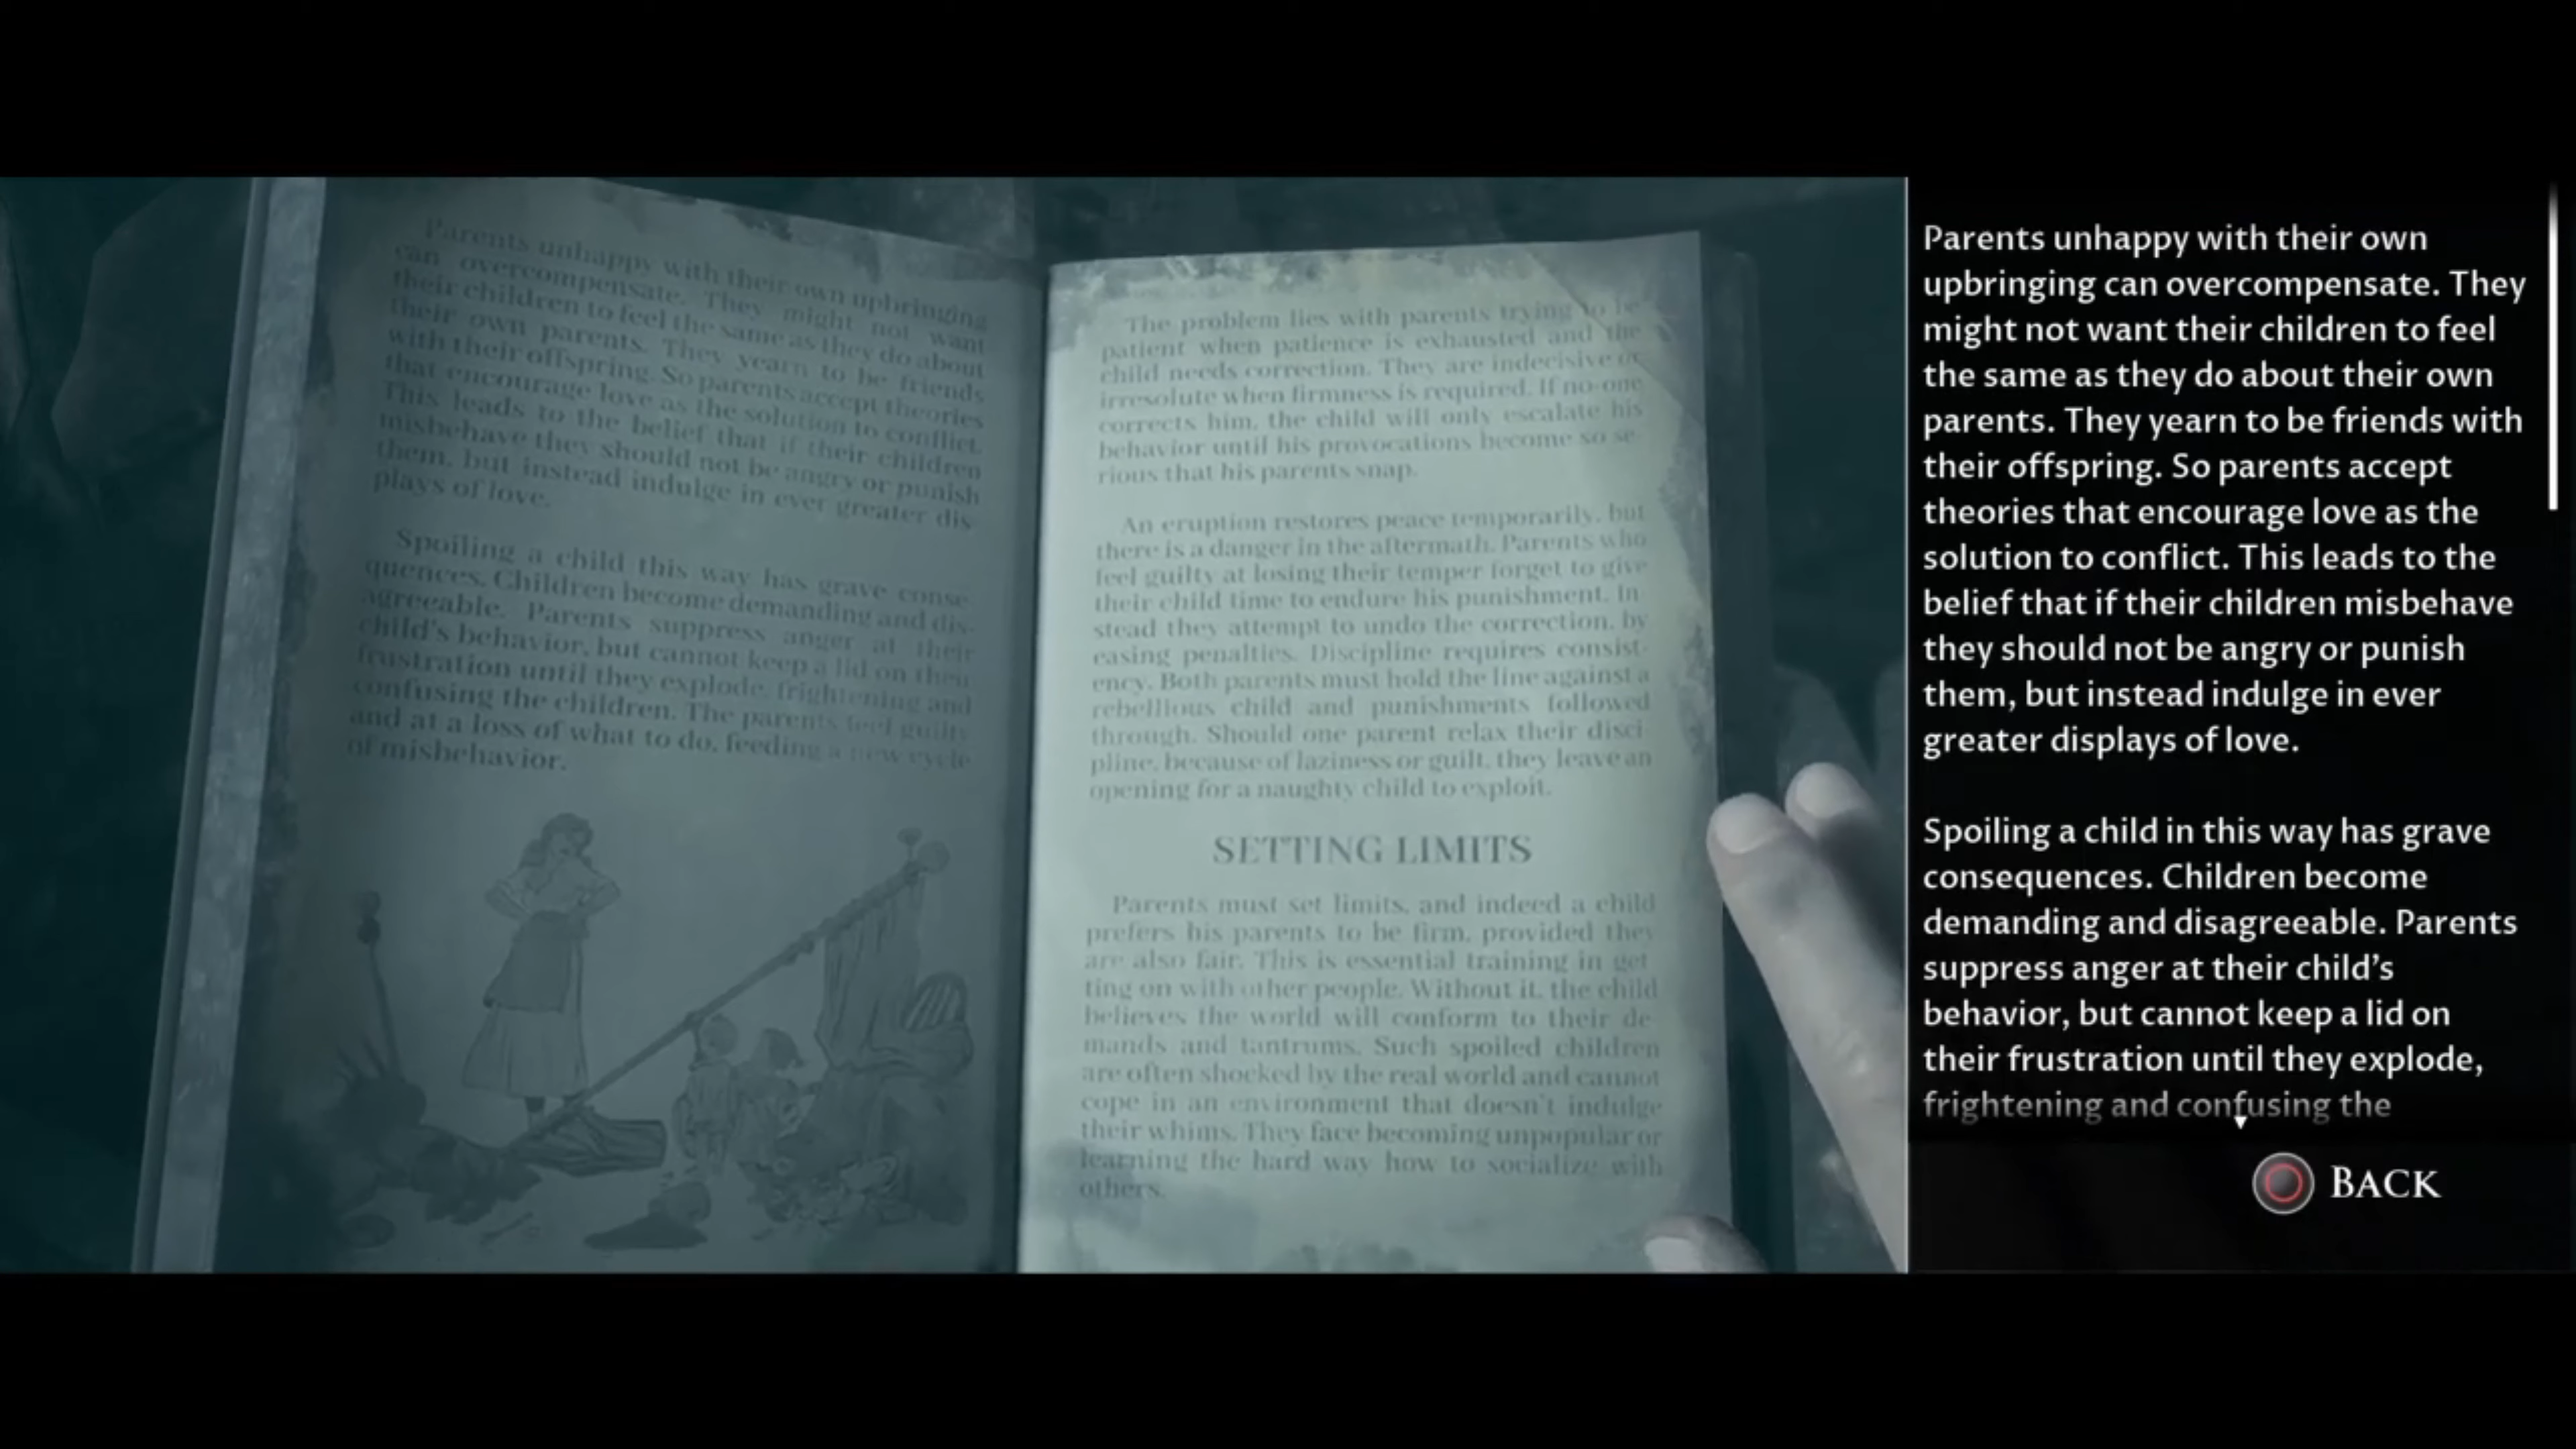 Parents unhappy with their own upbringing
can overcompensate. They might not want
their children to feel the same as they do about
their own parents. They yearn to be friends
with their offspring. So parents accept theories
that encourage love as the solution to conflict.
This leads to the belief that if their children
misbehave they should not be angry or punish
them, but instead indulge in ever greater dis-
plays of love.
Spoiling a child this way has grave conse-
quences. Children become demanding and dis-
agreeable. Parents suppress anger at their
child's behavior, but cannot keep a lid on their
frustration until they explode, frightening and
confusing the children. The parents feel guilty
and at a loss of what to do, feeding a new cycle
of misbehavior.
The problem lies with parents trying to be
patient when patience is exhausted and the
child needs correction. They are indecisive or
irresolute when firmness is required. If no-one
corrects him, the child will only escalate his
behavior until his provocations become so se-
rious that his parents snap.
An eruption restores peace temporarily, but
there is a danger in the aftermath. Parents who
feel guilty at losing their temper forget to give
their child time to endure his punishment. In-
stead they attempt to undo the correction, by
easing penalties. Discipline requires consist-
ency. Both parents must hold the line against a
rebellious child and punishments followed
through. Should one parent relax their disci-
pline, because of laziness or guilt, they leave an
opening for a naughty child to exploit.
SETTING LIMITS
Parents must set limits, and indeed a child
prefers his parents to be firm, provided they
are also fair. This is essential training in get-
ting on with other people. Without it, the child
believes the world will conform to their de-
mands and tantrums. Such spoiled children
are often shocked by the real world and cannot
cope in an environment that doesn't indulge
their whims. They face becoming unpopular or
learning the hard way how to socialize with
others.
Parents unhappy with their own
upbringing can overcompensate. They
might not want their children to feel
the same as they do about their own
parents. They yearn to be friends with
their offspring. So parents accept
theories that encourage love as the
solution to conflict. This leads to the
belief that if their children misbehave
they should not be angry or punish
them, but instead indulge in ever
greater displays of love.
Spoiling a child in this way has grave
consequences. Children become
demanding and disagreeable. Parents
suppress anger at their child's
behavior, but cannot keep a lid on
their frustration until they explode,
frightening and confusing the
BACK